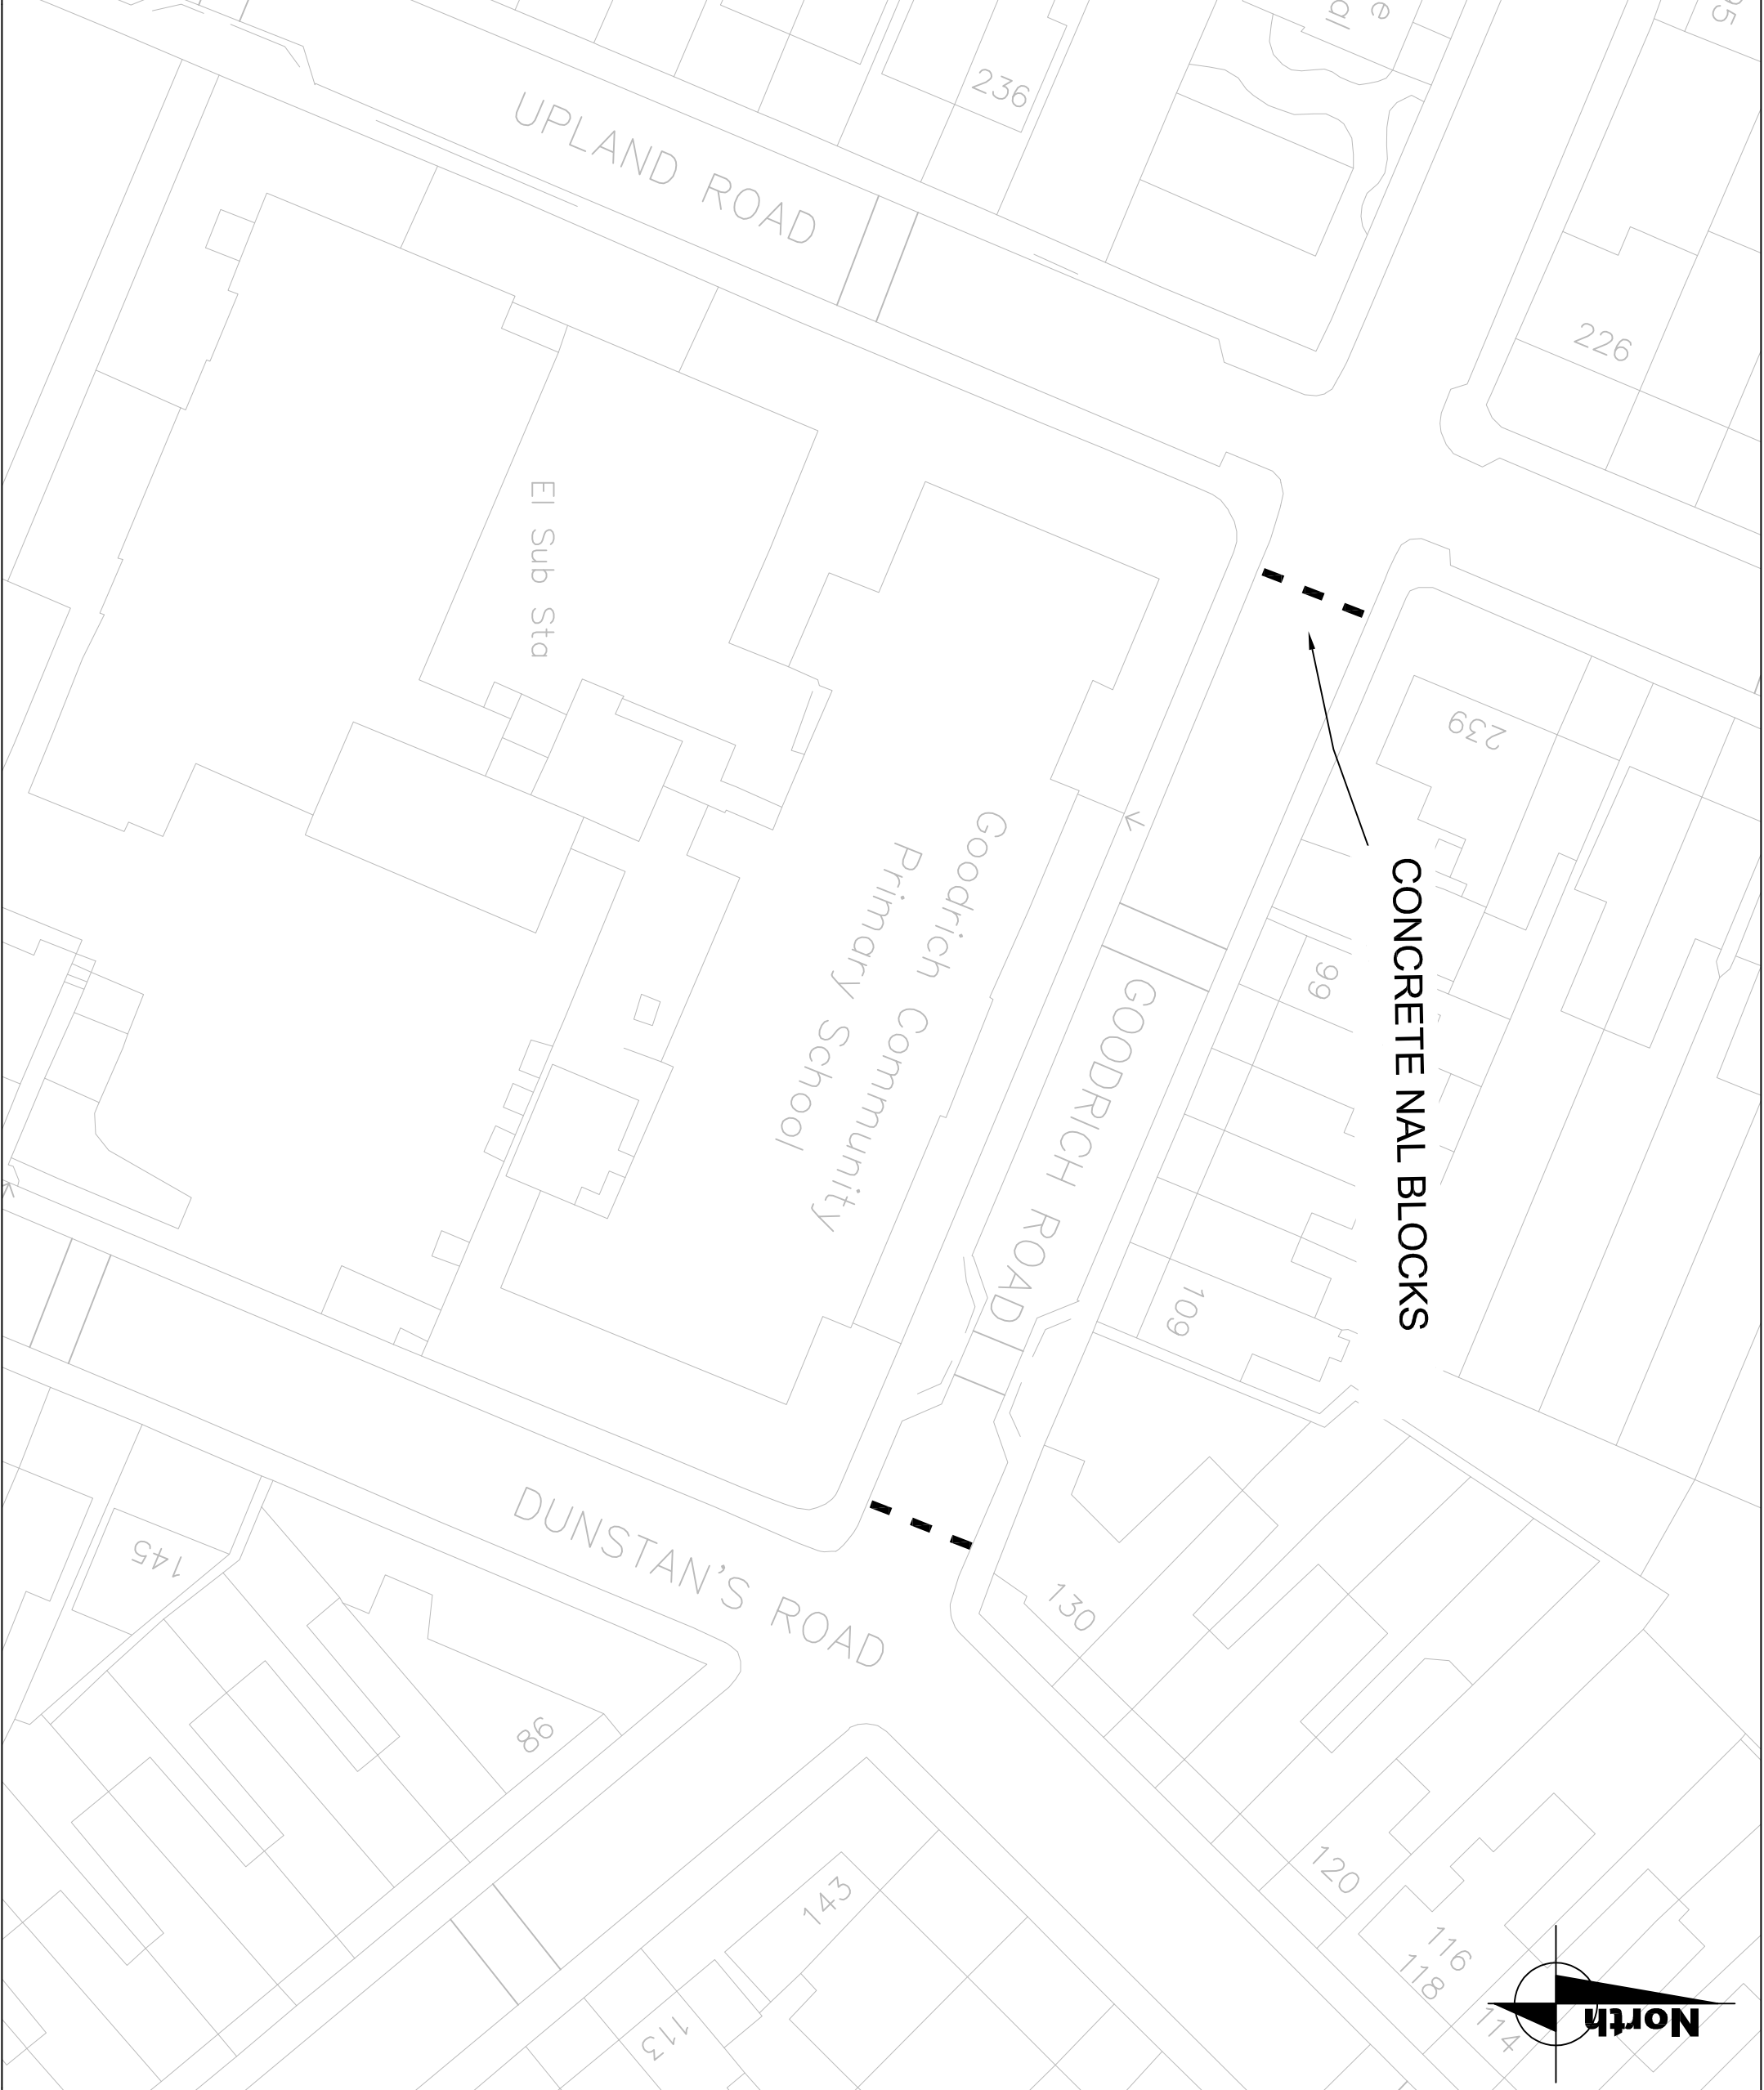 236
226
UPLAND ROAD
El Sub Sta
239
Goodrich Community
Primary School
99
GOODRICH ROAD
CONCRETE NAL BLOCKS
109
DUNSTAN'S ROAD
145
130
86
143
120
116
118
114
113
North